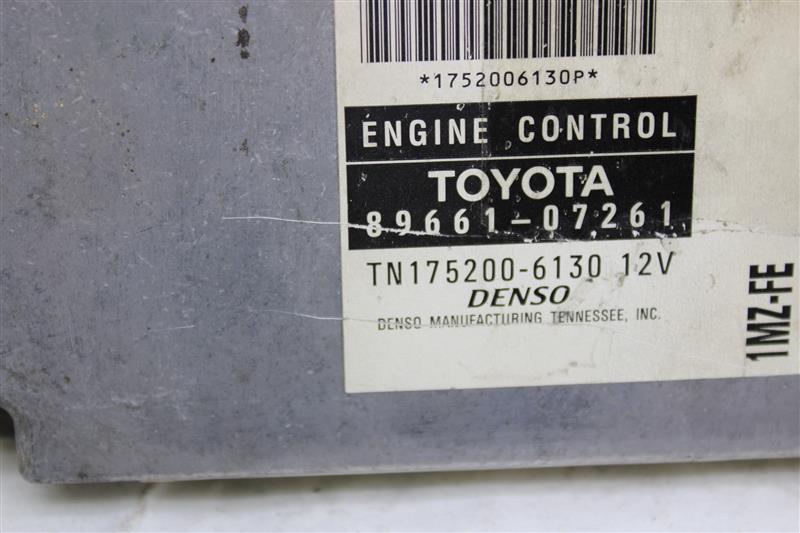 *1752006130P*
ENGINE CONTROL
TOYOTA
89661-07261
TN175200-6130 12V
DENSO
DENSO MANUFACTURING TENNESSEE, INC.
1MZ-FE